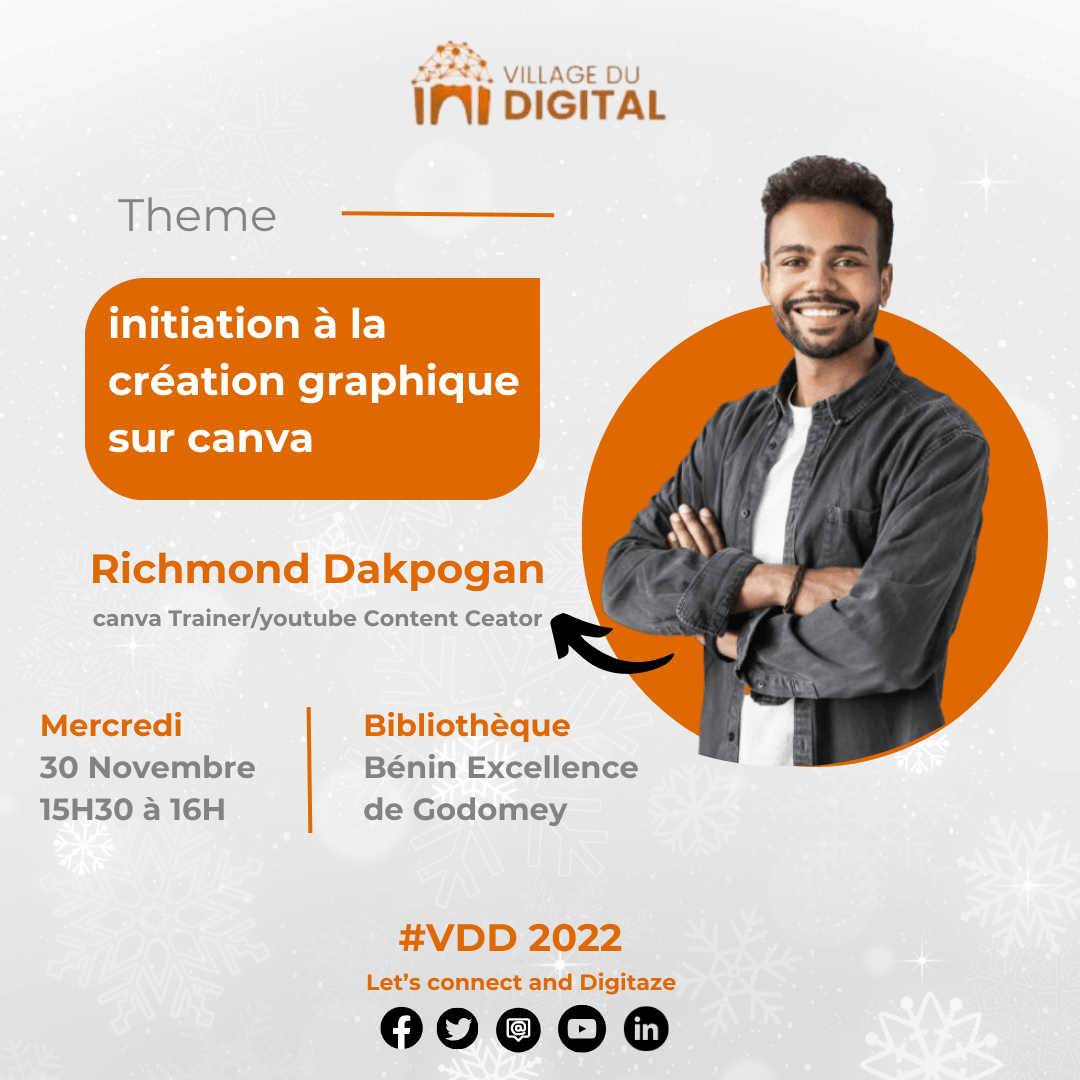 VILLAGE DU
DIGITAL
Theme
initiation à la
création graphique
sur canva
Richmond Dakpogan
canva Trainer/youtube Content Ceator
Mercredi
30 Novembre
15H30 à 16H
Bibliothèque
Bénin Excellence
de Godomey
#VDD 2022
Let’s connect and Digitaze